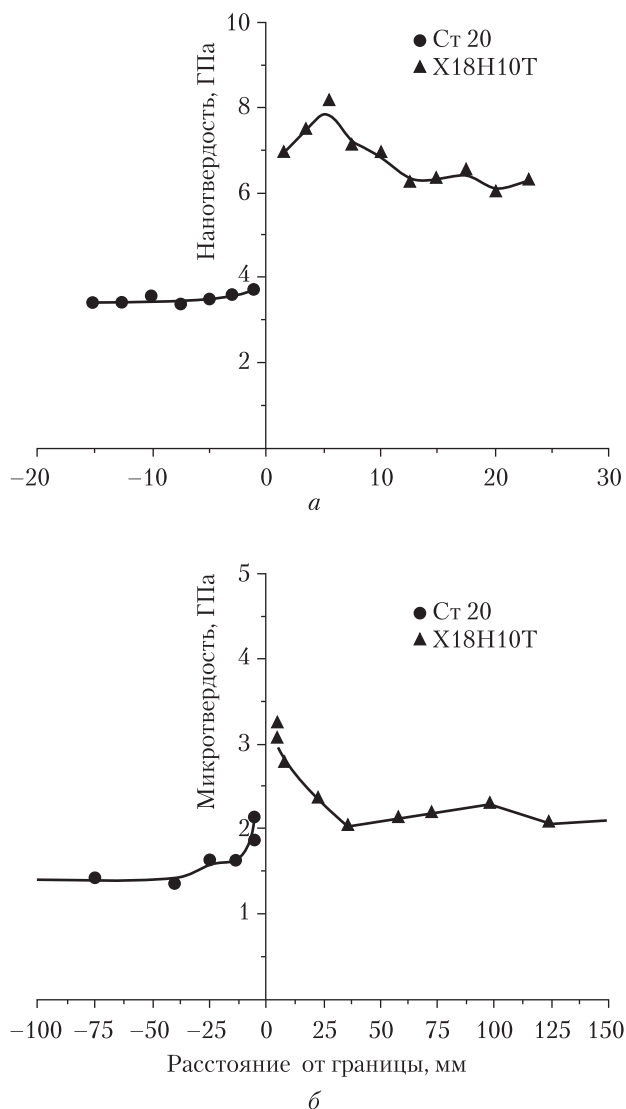 Нанотвердость, ГПа
10
8
6
4
2
Ст 20
Х18Н10Т
−20 −10 0 10 20 30
а
Микротвердость, ГПа
5
4
3
2
1
Ст 20
Х18Н10Т
−100 −75 −50 −25 0 25 50 75 100 125 150
Расстояние от границы, мм
б